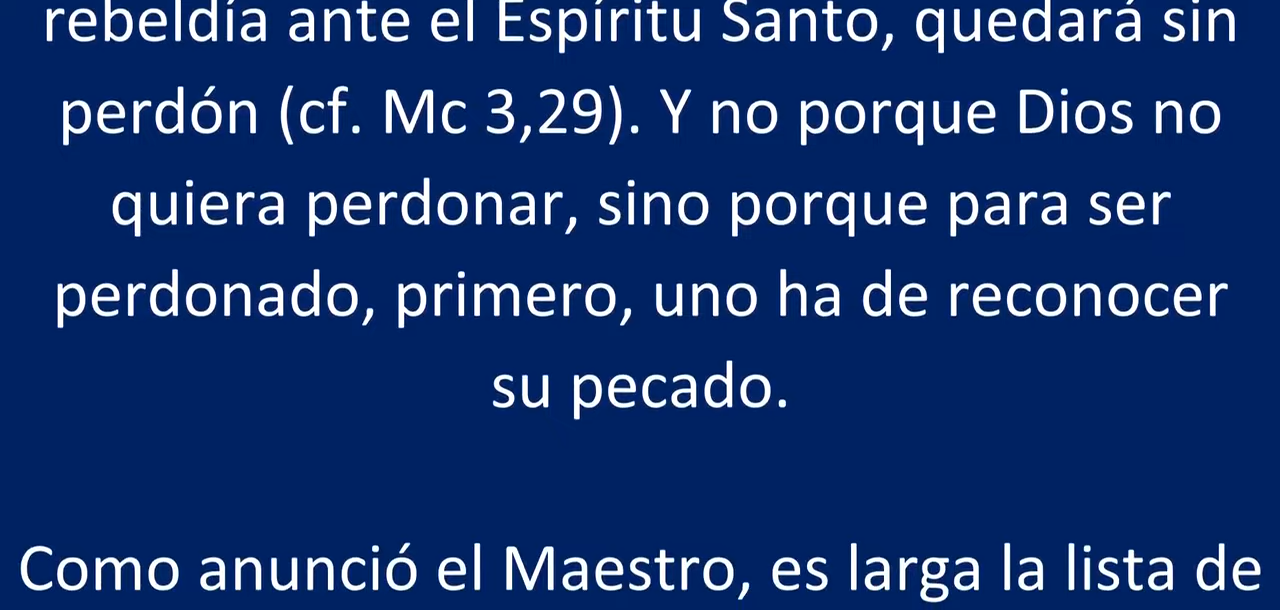 rebeldía ante el Espíritu Santo, quedará sin
perdón (cf. Mc 3,29). Y no porque Dios no
quiera perdonar, sino porque para ser
perdonado, primero, uno ha de reconocer
su pecado.
Como anunció el Maestro, es larga la lista de